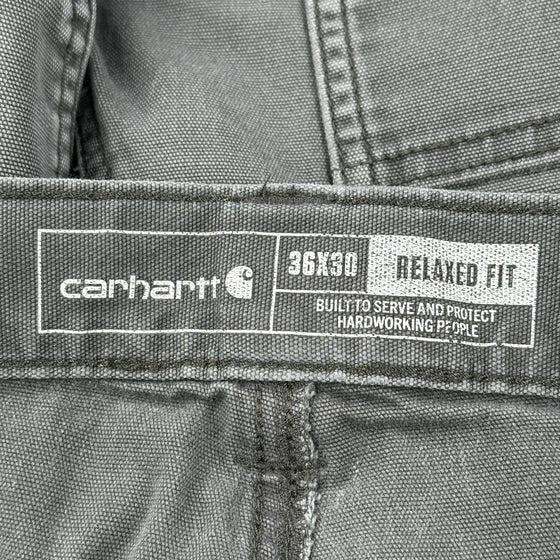 carhartt
36X30
RELAXED FIT
BUILT TO SERVE AND PROTECT
HARDWORKING PEOPLE